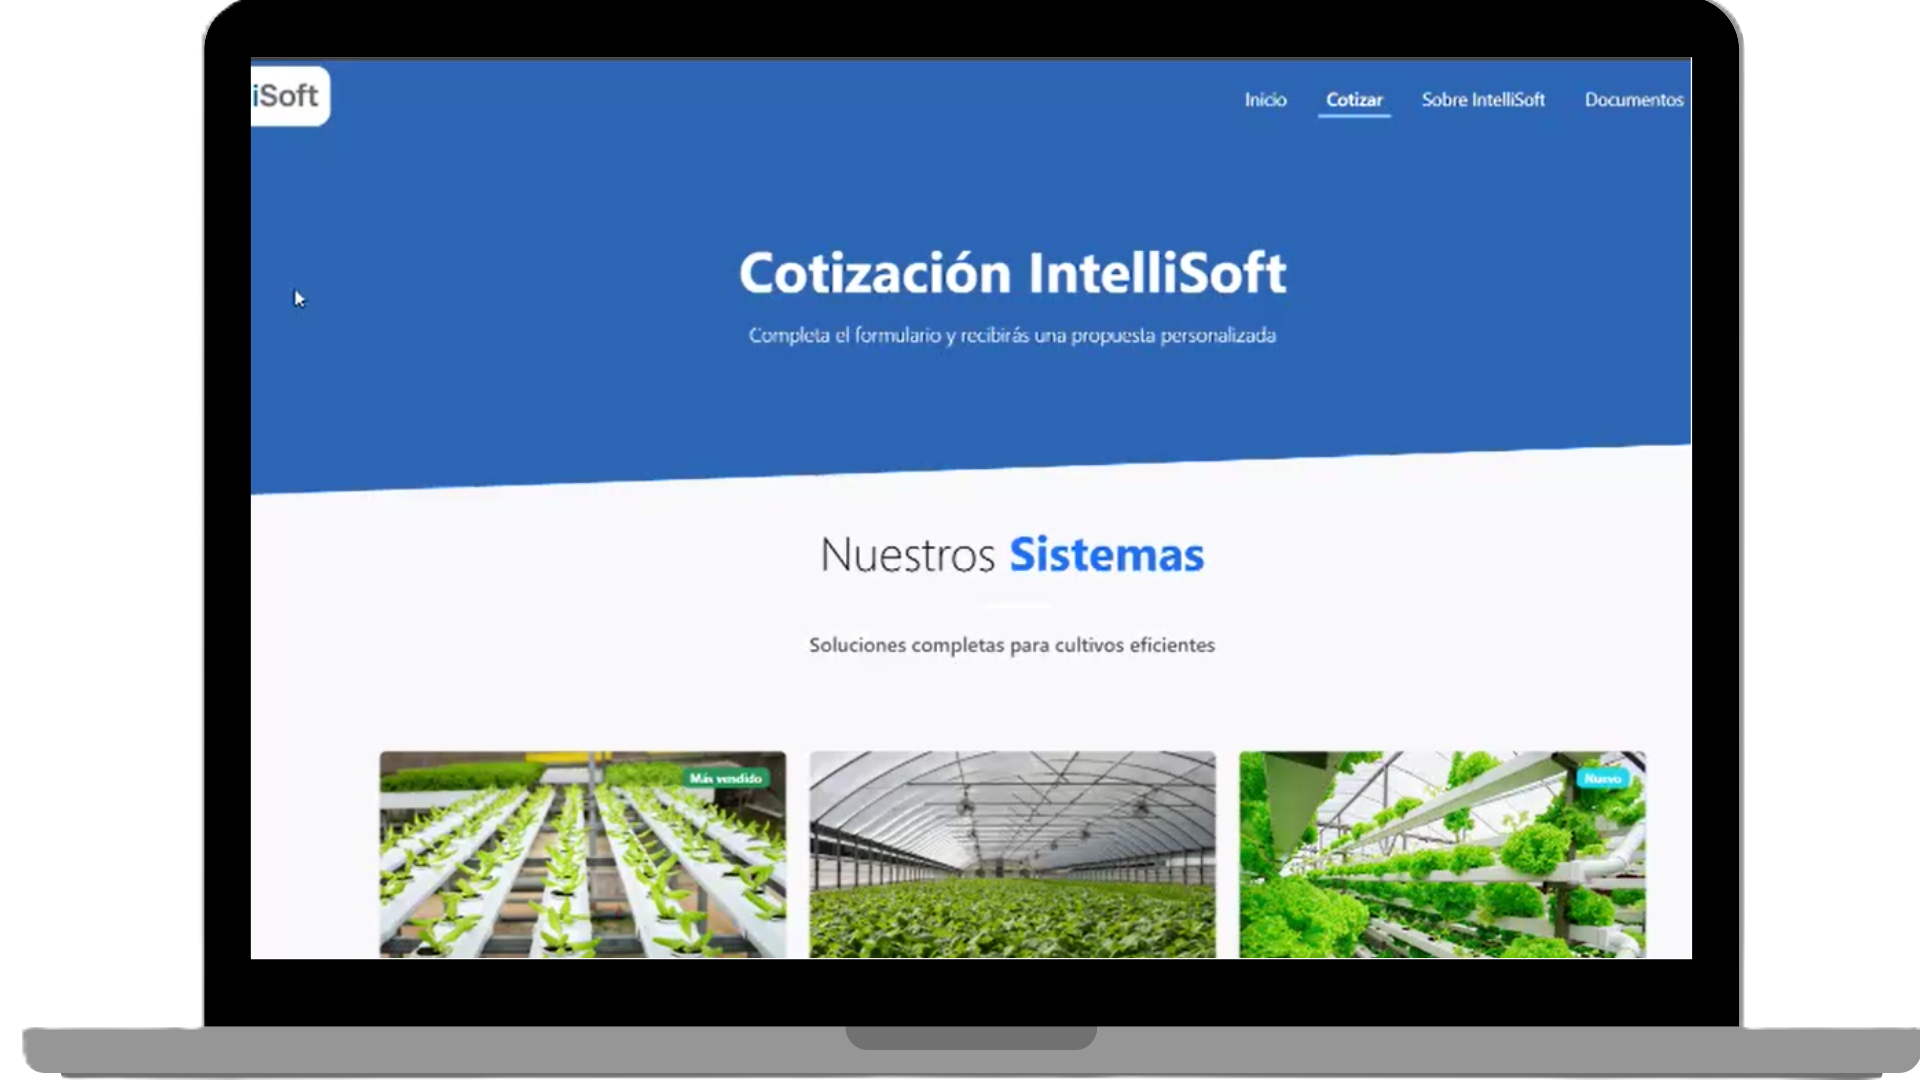 iSoft
Inicio Cotizar Sobre IntelliSoft Documentos
Cotización IntelliSoft
Completa el formulario y recibirás una propuesta personalizada
Nuestros Sistemas
Soluciones completas para cultivos eficientes
Más vendido
Nuevo